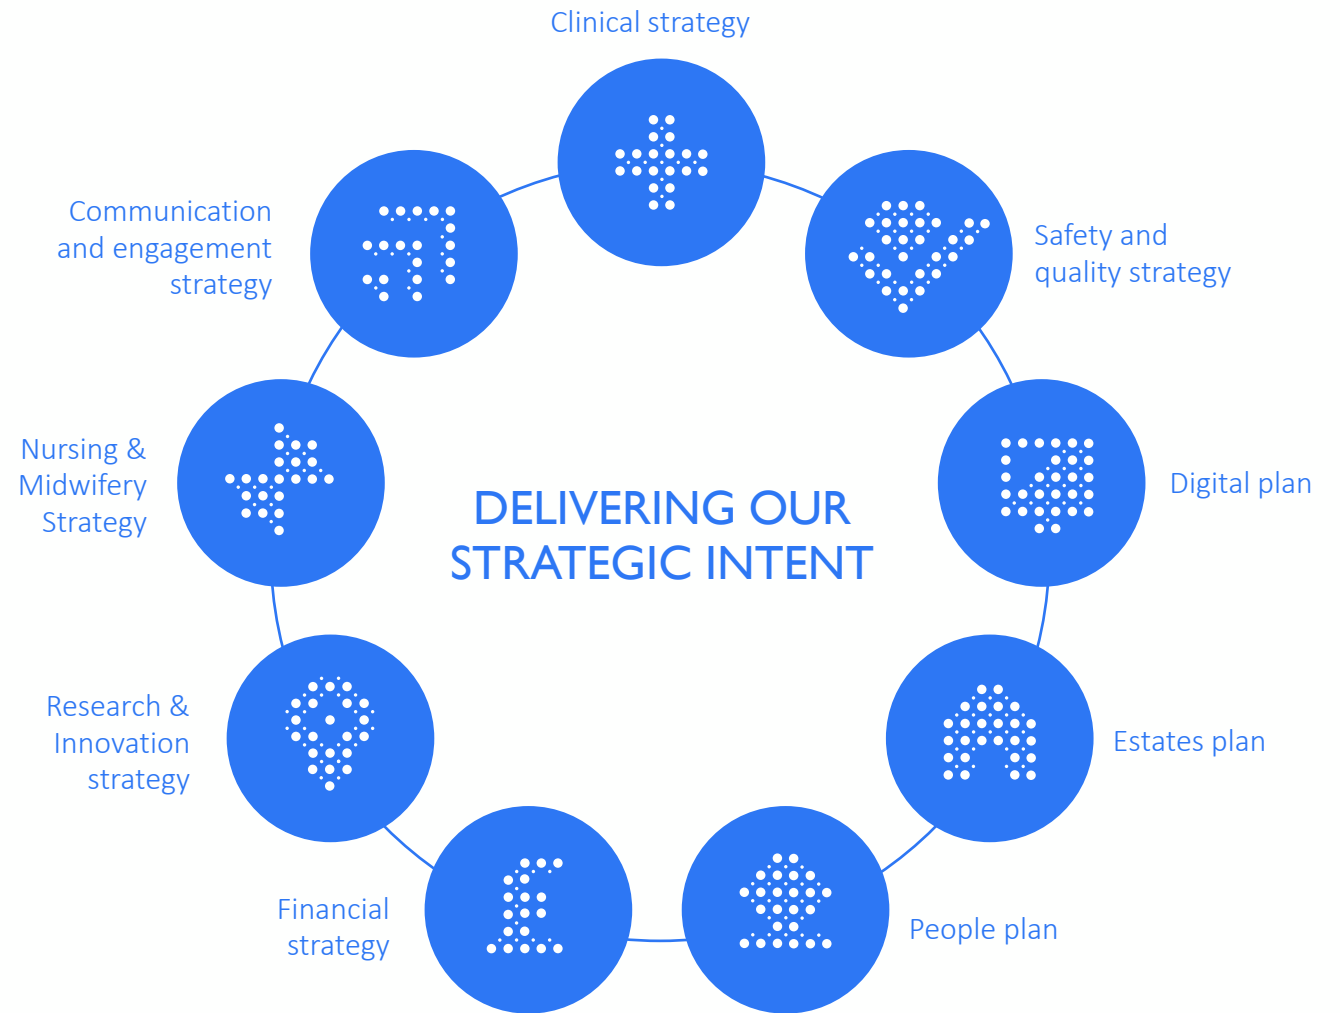 Clinical strategy
Communication
and engagement
strategy
Safety and
quality strategy
Nursing &
Midwifery
Strategy
Digital plan
DELIVERING OUR
STRATEGIC INTENT
Research &
Innovation
strategy
Estates plan
Financial
strategy
People plan